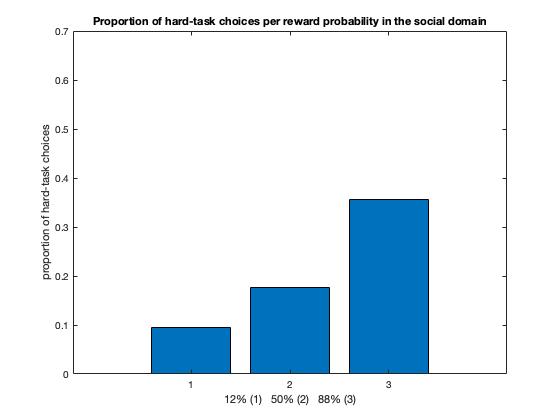 Proportion of hard-task choices per reward probability in the social domain
proportion of hard-task choices
0.7
0.6
0.5
0.4
0.3
0.2
0.1
0
1 2 3
12% (1) 50% (2) 88% (3)